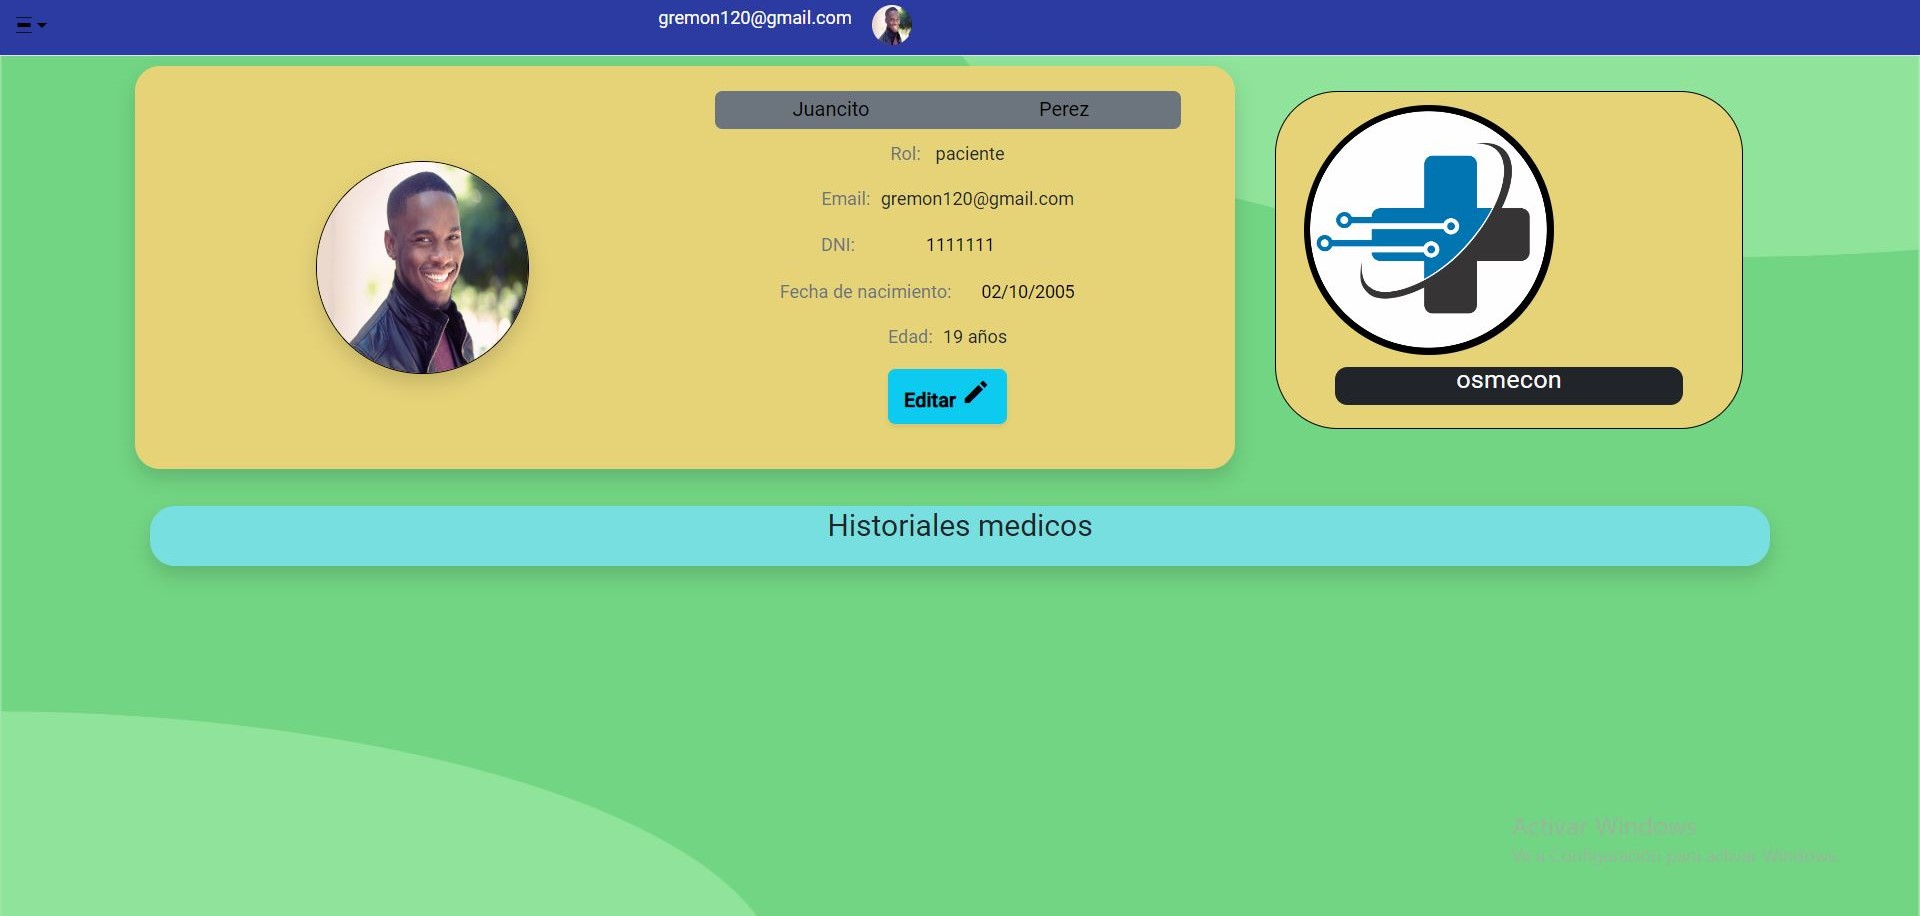 gremon120@gmail.com
Juancito Perez
Rol: paciente
Email: gremon120@gmail.com
DNI: 1111111
Fecha de nacimiento: 02/10/2005
Edad: 19 años
Editar
osmecon
Historiales medicos
Activar Windows
Ve a Configuración para activar Windows.